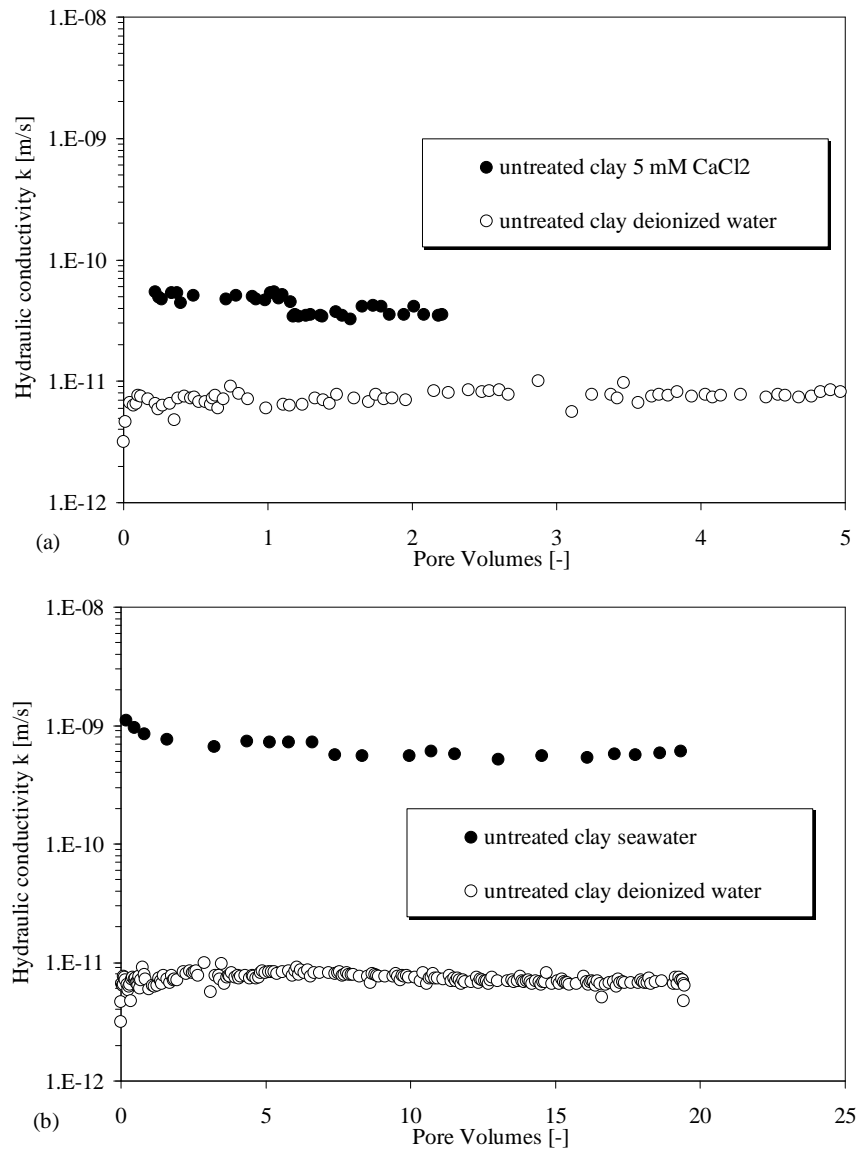 1.E-08
1.E-09
1.E-10
1.E-11
1.E-12
Hydraulic conductivity k [m/s]
untreated clay 5 mM CaCl2
untreated clay deionized water
0 1 2 3 4 5
Pore Volumes [-]
(a)
1.E-08
1.E-09
1.E-10
1.E-11
1.E-12
Hydraulic conductivity k [m/s]
untreated clay seawater
untreated clay deionized water
0 5 10 15 20 25
Pore Volumes [-]
(b)